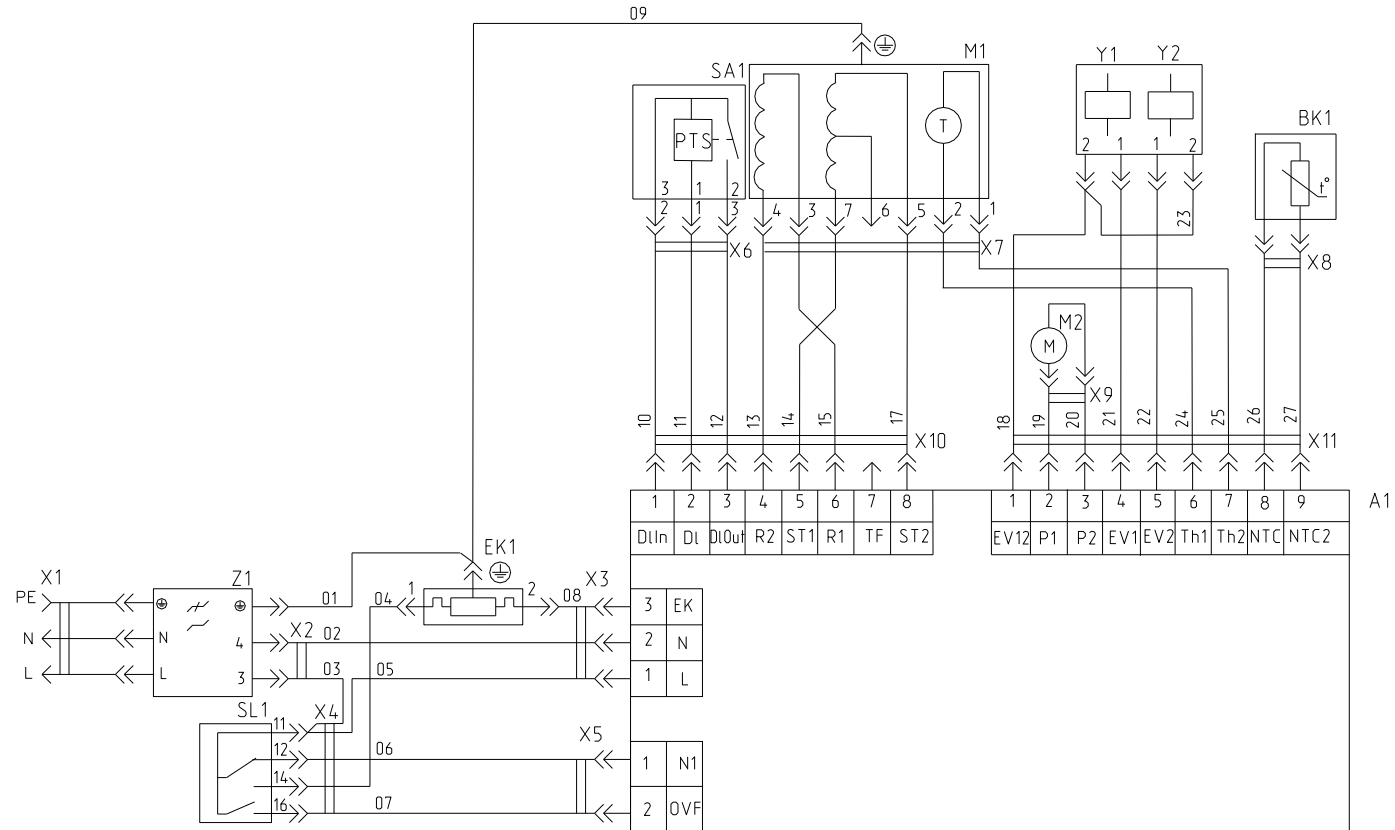 09
M1
SA1
Y1 Y2
BK1
PTS
T
t°
3 1 2
2 1 1 2
2 1 3 4 3 7 6 5 2 1
23
X6
X7
X8
M2
M
X9
10 11 12 13 14 15 17
X10
18 19 20 21 22 24 25 26 27
X11
1 2 3 4 5 6 7 8
DlIn Dl DlOut R2 ST1 R1 TF ST2
1 2 3 4 5 6 7 8 9
EV12 P1 P2 EV1 EV2 Th1 Th2 NTC NTC2
A1
EK1
X1
Z1
X3
PE
01
04
1
2
08
3 EK
N
N
4
X2
02
2 N
L
L
3
03
05
1 L
SL1
X4
11
X5
12
06
1 N1
14
16
07
2 OVF